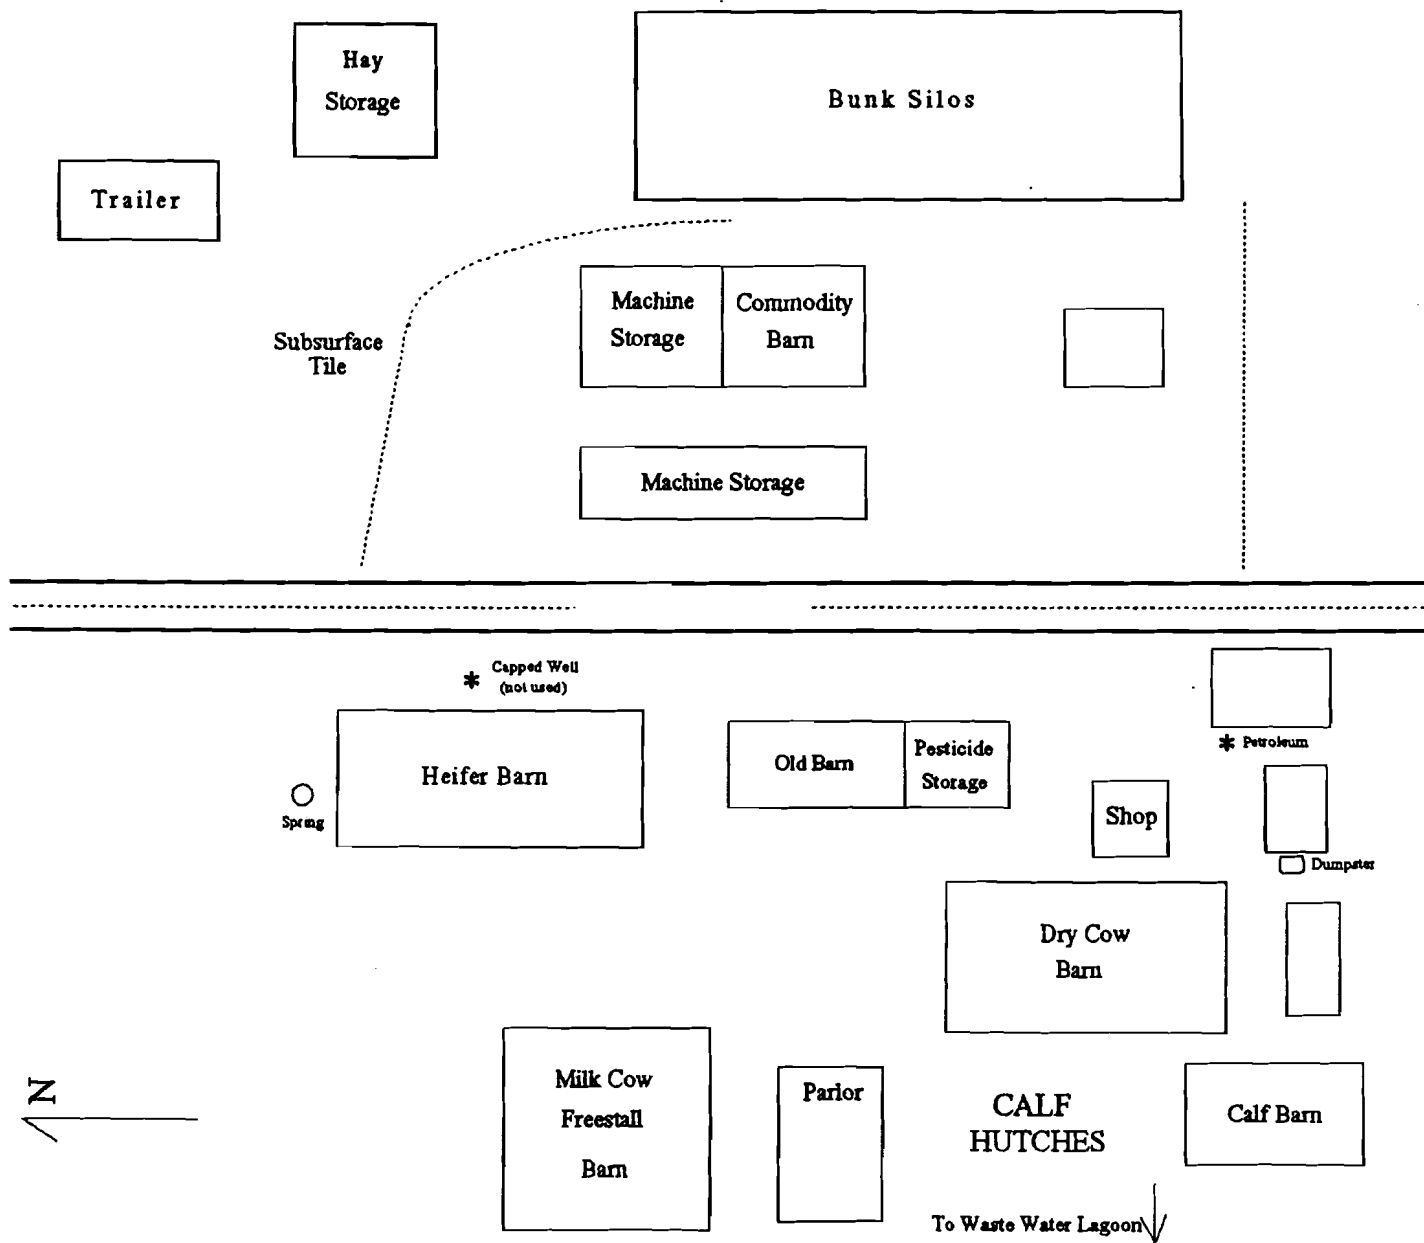 Hay
Storage
Bunk Silos
Trailer
Machine
Storage
Commodity
Barn
Subsurface
Tile
Machine Storage
Capped Well
(not used)
Heifer Barn
Spring
Old Barn
Pesticide
Storage
Petroleum
Shop
Dumpster
Dry Cow
Barn
N
Milk Cow
Freestall
Barn
Parlor
CALF
HUTCHES
Calf Barn
To Waste Water Lagoon